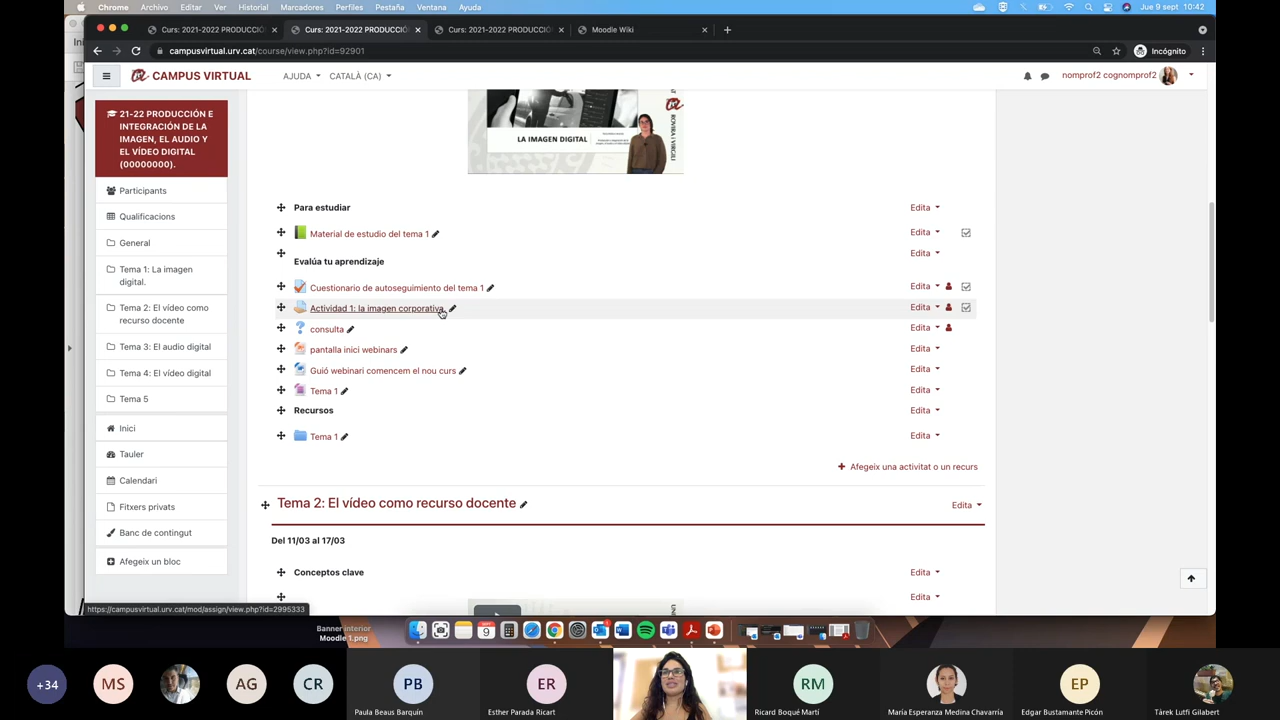 Chrome Archivo Editar Ver Historial Marcadores Perfiles Pestaña Ventana Ayuda
Jue 9 sept 10:42
Curs: 2021-2022 PRODUCCIÓ
Curs: 2021-2022 PRODUCCIÓN
Curs: 2021-2022 PRODUCCIÓN
Moodle Wiki
campusvirtual.urv.cat/course/view.php?id=92901
Incógnito
CAMPUS VIRTUAL
AJUDA
CATALÀ (CA)
nomprof2 cognomprof2
21-22 PRODUCCIÓN E
INTEGRACIÓN DE LA
IMAGEN, EL AUDIO Y
EL VÍDEO DIGITAL
(00000000).
Participants
Qualificacions
General
Tema 1: La imagen
digital.
Tema 2: El vídeo como
recurso docente
Tema 3: El audio digital
Tema 4: El vídeo digital
Tema 5
Inici
Tauler
Calendari
Fitxers privats
Banc de contingut
Afegeix un bloc
LA IMAGEN DIGITAL
ROVIRA I VIRGILI
Para estudiar
Edita
Material de estudio del tema 1
Edita
Edita
Evalúa tu aprendizaje
Cuestionario de autoseguimiento del tema 1
Edita
Actividad 1: la imagen corporativa
Edita
consulta
Edita
pantalla inici webinars
Edita
Guió webinari comencem el nou curs
Edita
Tema 1
Edita
Recursos
Edita
Tema 1
Edita
Afegeix una activitat o un recurs
Tema 2: El vídeo como recurso docente
Edita
Del 11/03 al 17/03
Conceptos clave
Edita
Edita
https://campusvirtual.urv.cat/mod/assign/view.php?id=2995333
Banner interior
Moodle 1.png
+34
MS
AG
CR
PB
Paula Beaus Barquín
ER
Esther Parada Ricart
RM
Ricard Boqué Martí
María Esperanza Medina Chavarría
EP
Edgar Bustamante Picón
Tárek Lutfi Gilabert